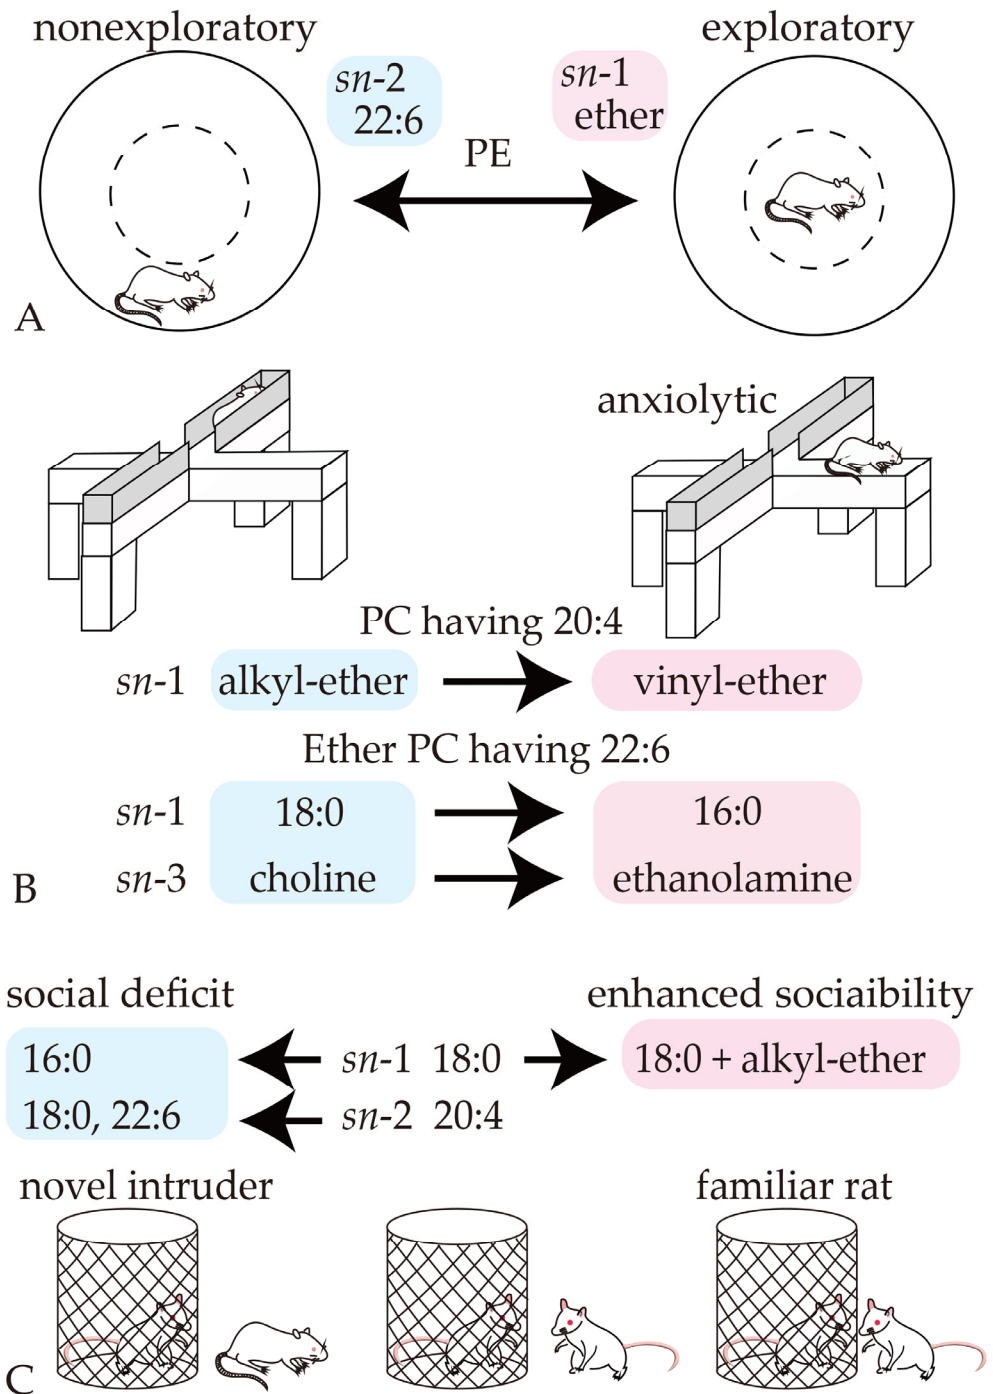 nonexploratory
exploratory
sn-2
22:6
sn-1
ether
PE
A
anxiolytic
PC having 20:4
sn-1 alkyl-ether vinyl-ether
Ether PC having 22:6
sn-1 18:0 16:0
sn-3 choline ethanolamine
B
social deficit
enhanced sociaibility
16:0 sn-1 18:0 18:0 + alkyl-ether
18:0, 22:6 sn-2 20:4
novel intruder
familiar rat
C